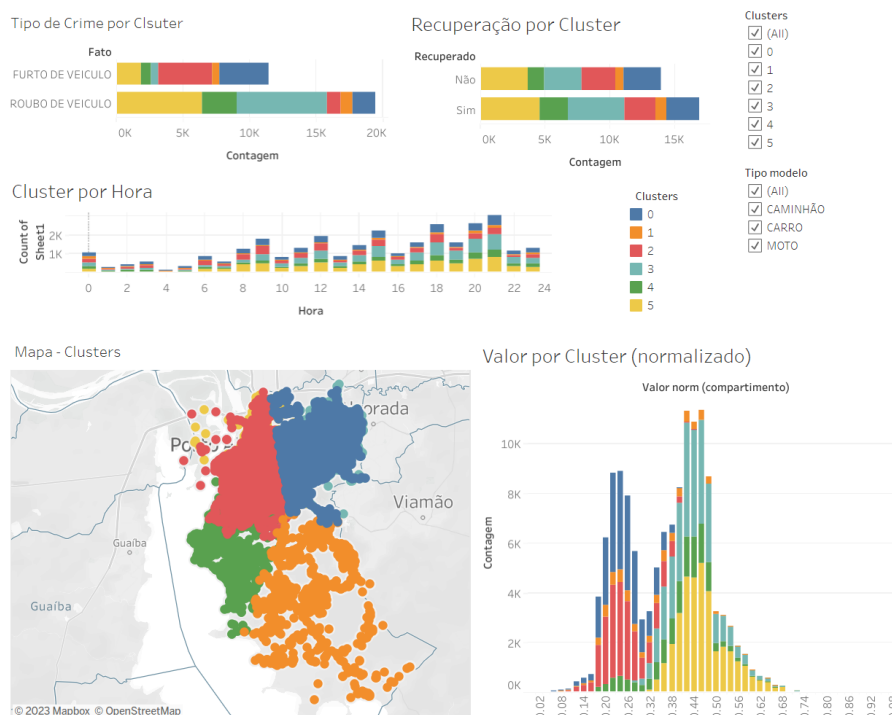 Tipo de Crime por Clsuter
Fato
FURTO DE VEICULO
ROUBO DE VEICULO
0K 5K 10K 15K 20K
Contagem
Recuperação por Cluster
Recuperado
Não
Sim
0K 5K 10K 15K
Contagem
Clusters
(All)
0
1
2
3
4
5
Tipo modelo
(All)
CAMINHÃO
CARRO
MOTO
Cluster por Hora
Count of
Sheet1
2K
1K
0 2 4 6 8 10 12 14 16 18 20 22 24
Hora
Clusters
0
1
2
3
4
5
Mapa - Clusters
orada
Po
Viamão
Guaíba
Guaíba
© 2023 Mapbox © OpenStreetMap
Valor por Cluster (normalizado)
Valor norm (compartimento)
Contagem
10K
8K
6K
4K
2K
0K
0.02 0.08 0.14 0.20 0.26 0.32 0.38 0.44 0.50 0.56 0.62 0.68 0.74 0.80 0.86 0.92